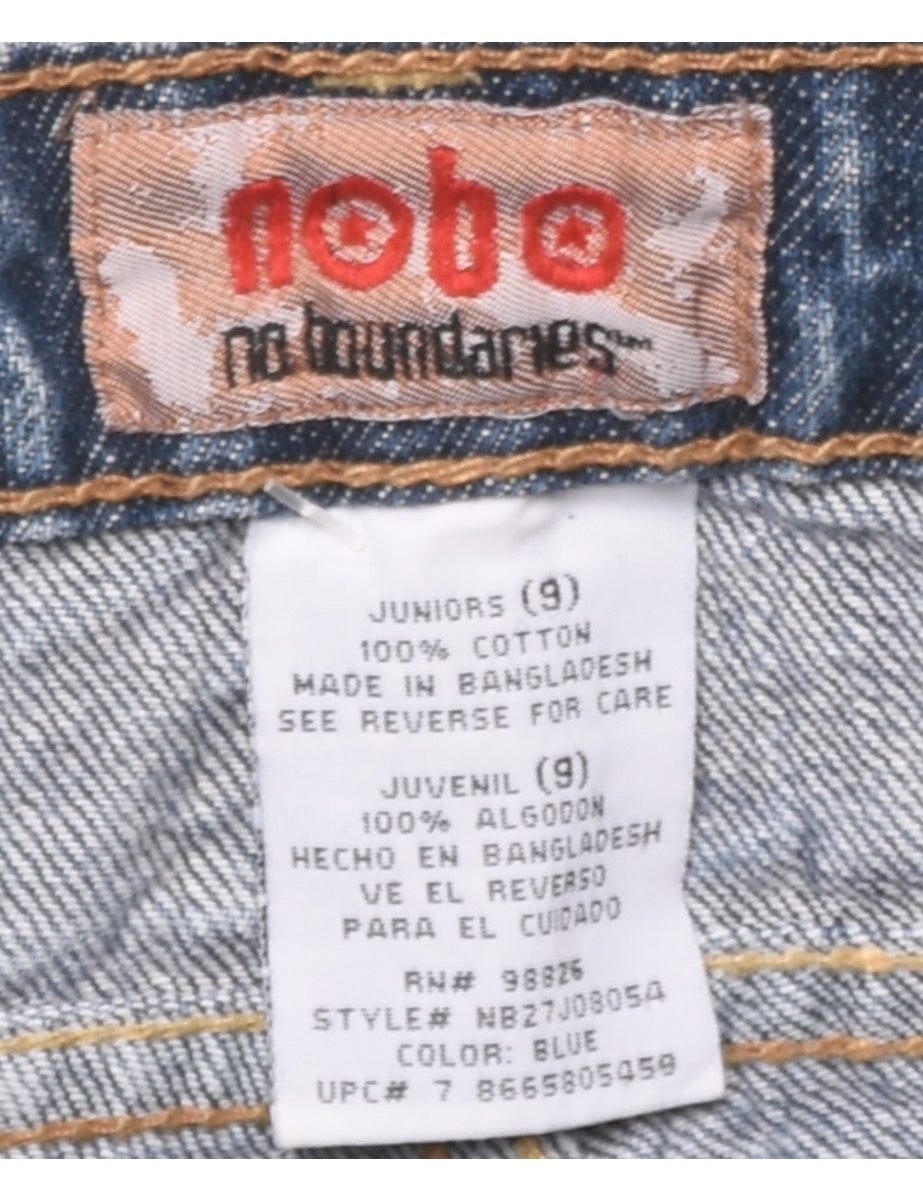 nobo
no boundaries
JUNIORS (9)
100% COTTON
MADE IN BANGLADESH
SEE REVERSE FOR CARE
JUVENIL (9)
100% ALGODON
HECHO EN BANGLADESH
VE EL REVERSO
PARA EL CUIDADO
RN# 98826
STYLE# NB27J0805A
COLOR: BLUE
UPC# 7 8665805459